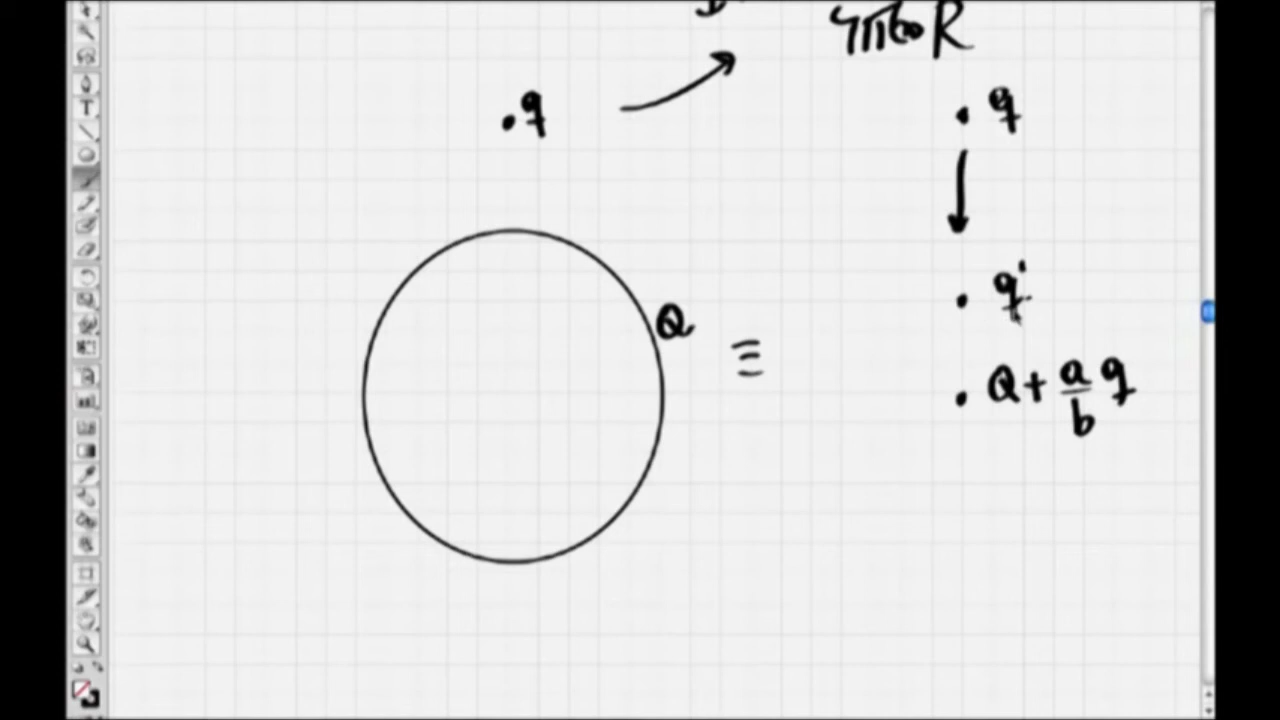 4πε₀R
q
q
q'
Q
≡
Q + a/b q